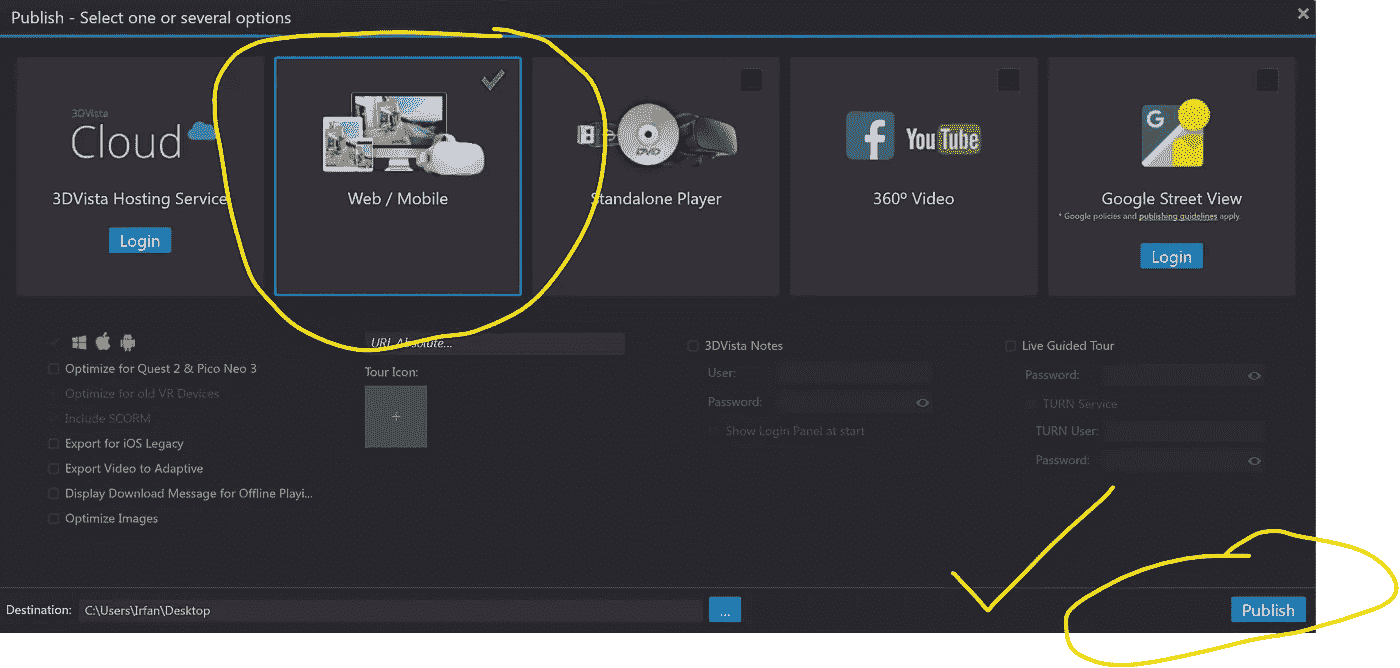 Publish - Select one or several options
3DVista
Cloud
3DVista Hosting Service
Login
Web / Mobile
DVD
Standalone Player
f YouTube
360º Video
G
Google Street View
* Google policies and publishing guidelines apply.
Login
Optimize for Quest 2 & Pico Neo 3
Optimize for old VR Devices
Include SCORM
Export for iOS Legacy
Export Video to Adaptive
Display Download Message for Offline Playi...
Optimize Images
URL Absolute...
Tour Icon:
+
3DVista Notes
User:
Password:
Show Login Panel at start
Live Guided Tour
Password:
TURN Service
TURN User:
Password:
Destination: C:\Users\Irfan\Desktop ... Publish